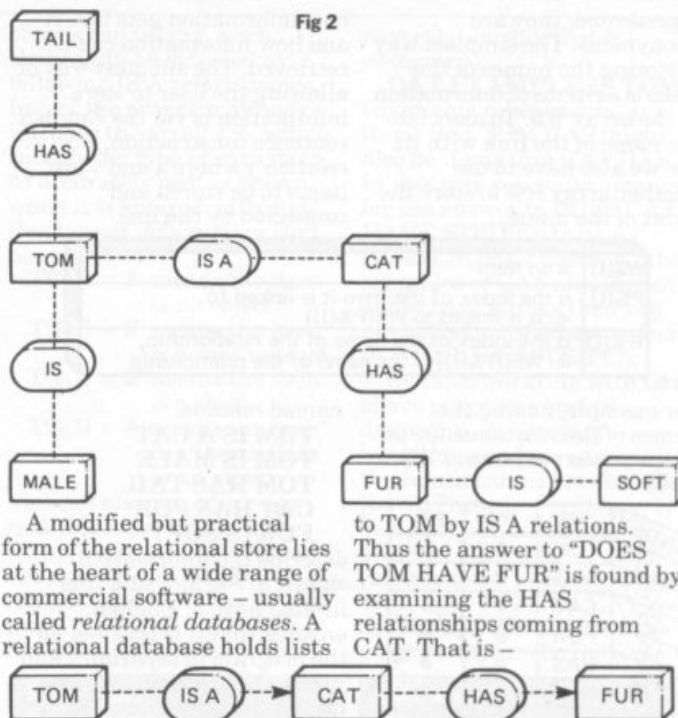 Fig 2
TAIL
HAS
TOM IS A CAT
IS HAS
MALE FUR IS SOFT
A modified but practical
form of the relational store lies
at the heart of a wide range of
commercial software – usually
called relational databases. A
relational database holds lists
to TOM by IS A relations.
Thus the answer to “DOES
TOM HAVE FUR” is found by
examining the HAS
relationships coming from
CAT. That is –
TOM IS A CAT HAS FUR